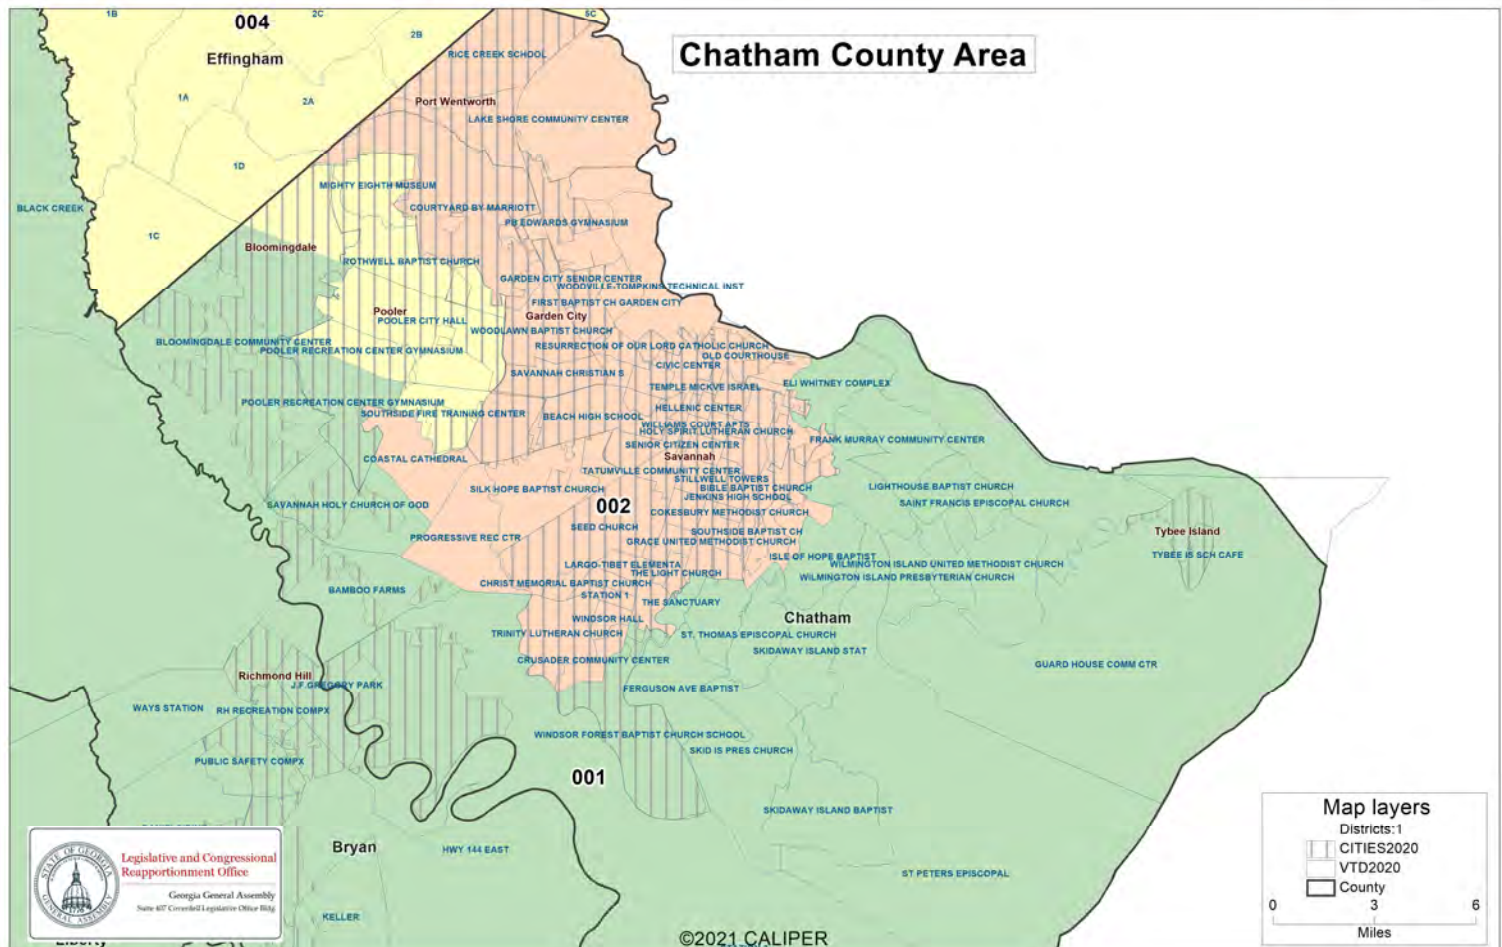 1B
2C
5C
004
2B
Effingham
RICE CREEK SCHOOL
Chatham County Area
1A
2A
Port Wentworth
LAKE SHORE COMMUNITY CENTER
1D
MIGHTY EIGHTH MUSEUM
BLACK CREEK
COURTYARD BY MARRIOTT
PB EDWARDS GYMNASIUM
1C
Bloomingdale
ROTHWELL BAPTIST CHURCH
GARDEN CITY SENIOR CENTER
WOODVILLE-TOMPKINS TECHNICAL INST
FIRST BAPTIST CH GARDEN CITY
Pooler
Garden City
POOLER CITY HALL
WOODLAWN BAPTIST CHURCH
BLOOMINGDALE COMMUNITY CENTER
POOLER RECREATION CENTER GYMNASIUM
RESURRECTION OF OUR LORD CATHOLIC CHURCH
OLD COURTHOUSE
CIVIC CENTER
SAVANNAH CHRISTIAN S
TEMPLE MICKVE ISRAEL
ELI WHITNEY COMPLEX
POOLER RECREATION CENTER GYMNASIUM
SOUTHSIDE FIRE TRAINING CENTER
HELLENIC CENTER
BEACH HIGH SCHOOL
WILLIAMS COURT APTS
HOLY SPIRIT LUTHERAN CHURCH
FRANK MURRAY COMMUNITY CENTER
SENIOR CITIZEN CENTER
Savannah
COASTAL CATHEDRAL
TATUMVILLE COMMUNITY CENTER
STILLWELL TOWERS
SILK HOPE BAPTIST CHURCH
BIBLE BAPTIST CHURCH
LIGHTHOUSE BAPTIST CHURCH
JENKINS HIGH SCHOOL
SAVANNAH HOLY CHURCH OF GOD
002
SAINT FRANCIS EPISCOPAL CHURCH
COKESBURY METHODIST CHURCH
SEED CHURCH
SOUTHSIDE BAPTIST CH
Tybee Island
PROGRESSIVE REC CTR
GRACE UNITED METHODIST CHURCH
ISLE OF HOPE BAPTIST
TYBEE IS SCH CAFE
LARGO-TIBET ELEMENTA
WILMINGTON ISLAND UNITED METHODIST CHURCH
THE LIGHT CHURCH
WILMINGTON ISLAND PRESBYTERIAN CHURCH
CHRIST MEMORIAL BAPTIST CHURCH
BAMBOO FARMS
STATION 1
THE SANCTUARY
WINDSOR HALL
Chatham
TRINITY LUTHERAN CHURCH
ST. THOMAS EPISCOPAL CHURCH
SKIDAWAY ISLAND STAT
CRUSADER COMMUNITY CENTER
GUARD HOUSE COMM CTR
Richmond Hill
J.F.GREGORY PARK
FERGUSON AVE BAPTIST
WAYS STATION
RH RECREATION COMPX
WINDSOR FOREST BAPTIST CHURCH SCHOOL
SKID IS PRES CHURCH
PUBLIC SAFETY COMPX
001
SKIDAWAY ISLAND BAPTIST
Bryan
HWY 144 EAST
ST PETERS EPISCOPAL
KELLER
Liberty
©2021 CALIPER
STATE OF GEORGIA
GENERAL ASSEMBLY
1776
Legislative and Congressional
Reapportionment Office
Georgia General Assembly
Suite 407 Coverdell Legislative Office Bldg
Map layers
Districts:1
CITIES2020
VTD2020
County
0 3 6
Miles